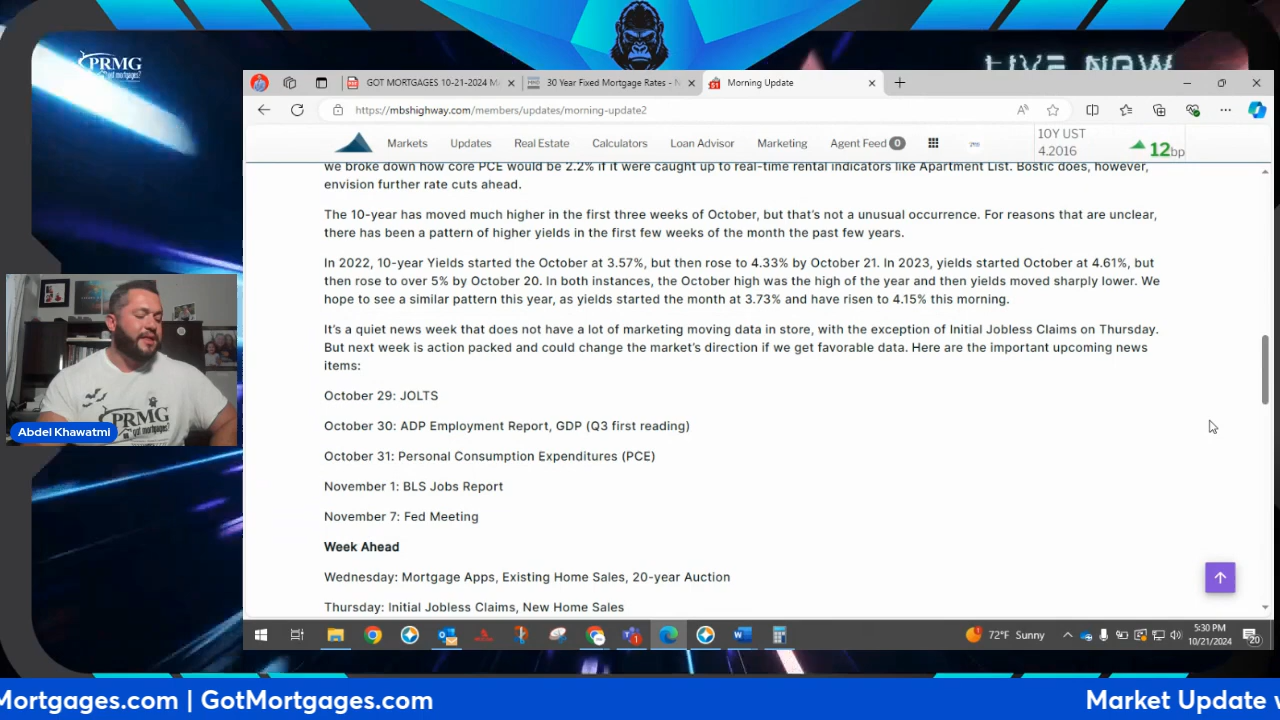 PRMG
got mortgages?
LIVE NOW
GOT MORTGAGES 10-21-2024 M
30 Year Fixed Mortgage Rates - N
Morning Update
https://mbshighway.com/members/updates/morning-update2
Markets
Updates
Real Estate
Calculators
Loan Advisor
Marketing
Agent Feed 0
10Y UST
4.2016
12bp
we broke down how core PCE would be 2.2% if it were caught up to real-time rental indicators like Apartment List. Bostic does, however,
envision further rate cuts ahead.
The 10-year has moved much higher in the first three weeks of October, but that's not a unusual occurrence. For reasons that are unclear,
there has been a pattern of higher yields in the first few weeks of the month the past few years.
In 2022, 10-year Yields started the October at 3.57%, but then rose to 4.33% by October 21. In 2023, yields started October at 4.61%, but
then rose to over 5% by October 20. In both instances, the October high was the high of the year and then yields moved sharply lower. We
hope to see a similar pattern this year, as yields started the month at 3.73% and have risen to 4.15% this morning.
It's a quiet news week that does not have a lot of marketing moving data in store, with the exception of Initial Jobless Claims on Thursday.
But next week is action packed and could change the market's direction if we get favorable data. Here are the important upcoming news
items:
October 29: JOLTS
October 30: ADP Employment Report, GDP (Q3 first reading)
October 31: Personal Consumption Expenditures (PCE)
November 1: BLS Jobs Report
November 7: Fed Meeting
Week Ahead
Wednesday: Mortgage Apps, Existing Home Sales, 20-year Auction
Thursday: Initial Jobless Claims, New Home Sales
PRMG
got mortgages?
Abdel Khawatmi
72°F Sunny
5:30 PM
10/21/2024
20
Mortgages.com | GotMortgages.com
Market Update